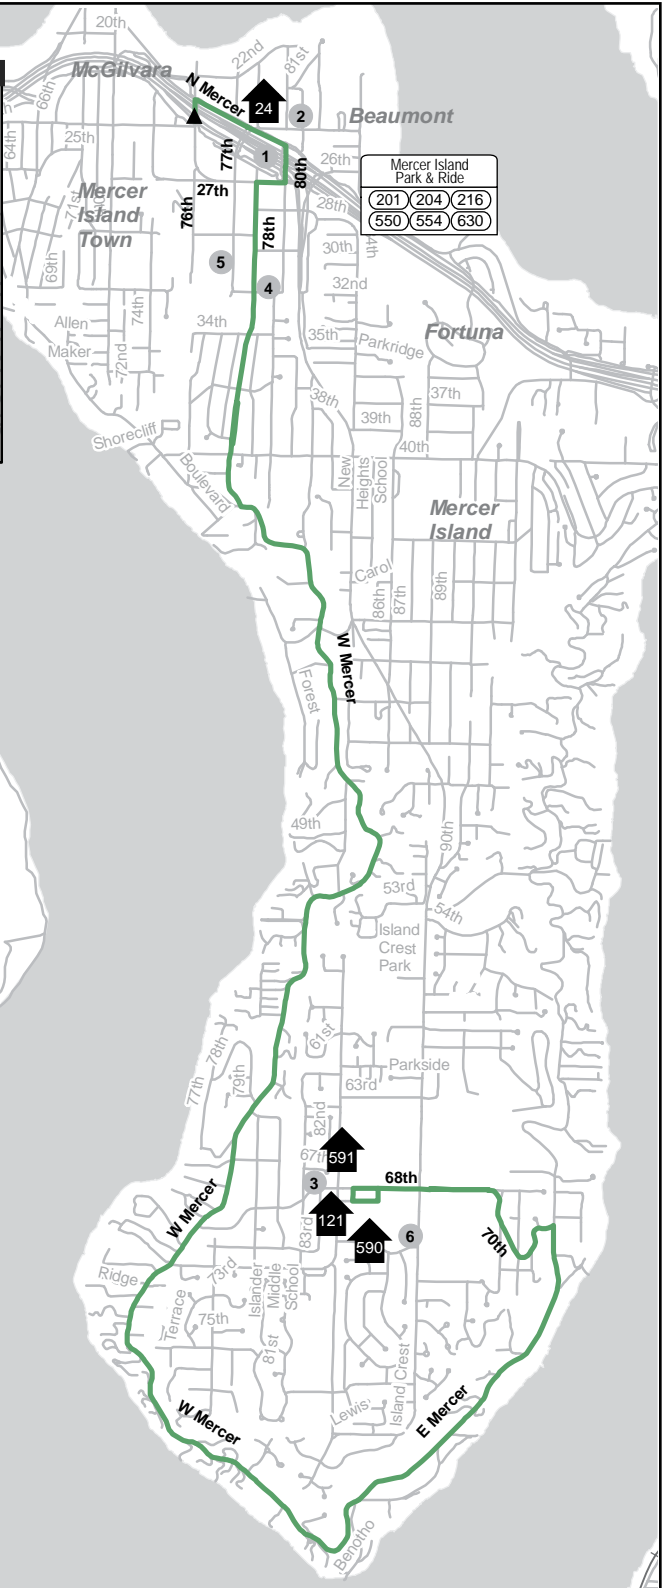 20th
22nd
81st
McGilvara
66th
N Mercer
24
2
Beaumont
64th
25th
77th
1
80th
26th
Mercer Island
Park & Ride
201 204 216
550 554 630
27th
Mercer
Island
Town
71st
76th
78th
28th
30th
69th
5
4
32nd
74th
Allen
34th
35th
Parkridge
Fortuna
Maker
72nd
38th
37th
39th
88th
Shorecliff
40th
Boulevard
New
Heights
School
Mercer
Island
Carol
86th
87th
89th
W Mercer
Forest
49th
90th
53rd
54th
Island
Crest
Park
61st
78th
77th
79th
Parkside
63rd
82nd
67th
591
3
68th
121
83rd
590
6
70th
W Mercer
Ridge
73rd
Islander
Middle
School
Terrace
75th
81st
Island Crest
Lewis
E Mercer
W Mercer
Benotho